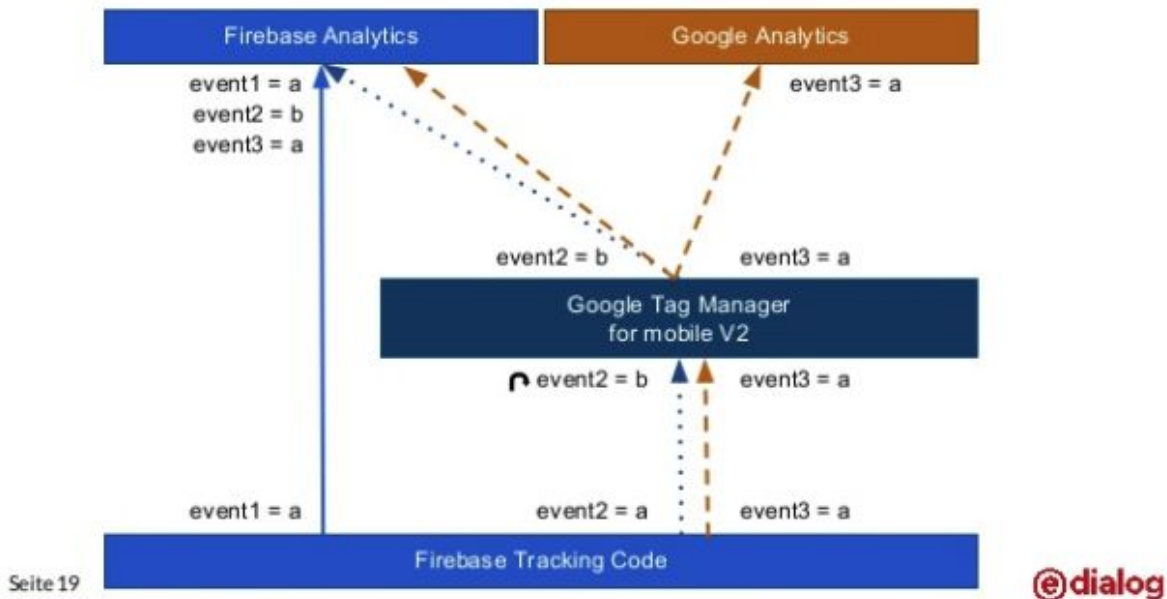 Firebase Analytics
Google Analytics
event1 = a
event2 = b
event3 = a
event3 = a
event2 = b
event3 = a
Google Tag Manager
for mobile V2
event2 = b
event3 = a
event1 = a
event2 = a
event3 = a
Firebase Tracking Code
Seite 19
edialog